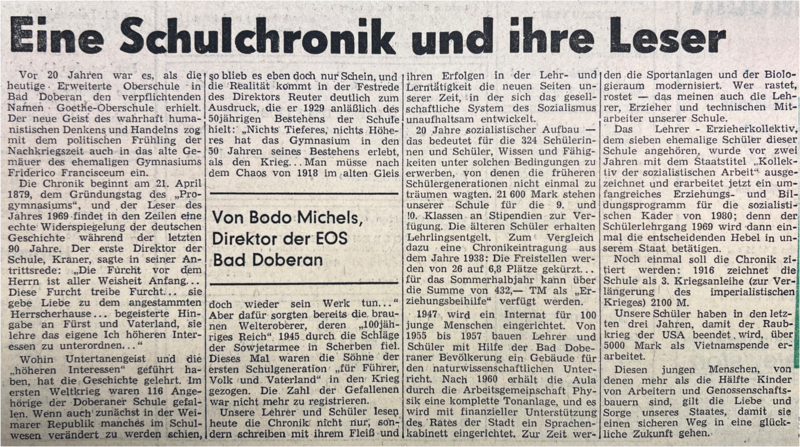 Eine Schulchronik und ihre Leser
Vor 20 Jahren war es, als die
heutige Erweiterte Oberschule in
Bad Doberan den verpflichtenden
Namen Goethe-Oberschule erhielt.
Der neue Geist des wahrhaft huma-
nistischen Denkens und Handelns zog
mit dem politischen Frühling der
Nachkriegszeit auch in das alte Ge-
mäuer des ehemaligen Gymnasiums
Friderico Francisceum ein.
Die Chronik beginnt am 21. April
1879, dem Gründungstag des „Pro-
gymnasiums“, und der Leser des
Jahres 1969 findet in den Zeilen eine
echte Widerspiegelung der deutschen
Geschichte während der letzten
90 Jahre. Der erste Direktor der
Schule, Kraner, sagte in seiner An-
trittsrede: „Die Furcht vor dem
Herrn ist aller Weisheit Anfang...
Diese Furcht treibe Furcht... sie
gebe Liebe zu dem angestammten
Herrscherhause... begeisterte Hin-
gabe an Fürst und Vaterland, sie
lehre das eigene Ich höheren Inter-
essen zu unterordnen...“
Wohin Untertanengeist und die
„höheren Interessen“ geführt ha-
ben, hat die Geschichte gelehrt. Im
ersten Weltkrieg waren 116 Ange-
hörige der Doberaner Schule gefal-
len. Wenn auch zunächst in der Wei-
marer Republik manches im Schul-
wesen verändert zu werden schien,
so blieb es eben doch nur Schein, und
die Realität kommt in der Festrede
des Direktors Reuter deutlich zum
Ausdruck, die er 1929 anläßlich des
50jährigen Bestehens der Schule
hielt: „Nichts Tieferes, nichts Höhe-
res hat das Gymnasium in den
50 Jahren seines Bestehens erlebt,
als den Krieg... Man müsse nach
dem Chaos von 1918 im alten Gleis
Von Bodo Michels,
Direktor der EOS
Bad Doberan
doch wieder sein Werk tun...“
Aber dafür sorgten bereits die brau-
nen Welteroberer, deren „100jäh-
riges Reich“ 1945 durch die Schläge
der Sowjetarmee in Scherben fiel.
Dieses Mal waren die Söhne der
ersten Schulgeneration „für Führer,
Volk und Vaterland“ in den Krieg
gezogen. Die Zahl der Gefallenen
war nicht mehr zu registrieren.
Unsere Lehrer und Schüler lesen
heute die Chronik nicht nur, son-
dern schreiben mit ihrem Fleiß und
ihren Erfolgen in der Lehr- und
Lerntätigkeit die neuen Seiten un-
serer Zeit, in der sich das gesell-
schaftliche System des Sozialismus
unaufhaltsam entwickelt.
20 Jahre sozialistischer Aufbau —
das bedeutet für die 324 Schülerin-
nen und Schüler, Wissen und Fähig-
keiten unter solchen Bedingungen zu
erwerben, von denen die früheren
Schülergenerationen nicht einmal zu
träumen wagten. 21 600 Mark stehen
unserer Schule für die 9. und
10. Klassen an Stipendien zur Ver-
fügung. Die älteren Schüler erhalten
Lehrlingsentgelt. Zum Vergleich
dazu eine Chronikeintragung aus
dem Jahre 1938: Die Freistellen wer-
den von 26 auf 6,8 Plätze gekürzt...
für das Sommerhalbjahr kann über
die Summe von 432,— TM als „Er-
ziehungsbeihilfe“ verfügt werden.
1947 wird ein Internat für 100
junge Menschen eingerichtet. Von
1955 bis 1957 bauen Lehrer und
Schüler mit Hilfe der Bad Dobe-
raner Bevölkerung ein Gebäude für
den naturwissenschaftlichen Unter-
richt. Nach 1960 erhält die Aula
durch die Arbeitsgemeinschaft Phy-
sik eine komplette Tonanlage, und es
wird mit finanzieller Unterstützung
des Rates der Stadt ein Sprachen-
kabinett eingerichtet. Zur Zeit wer-
den die Sportanlagen und der Biolo-
gieraum modernisiert. Wer rastet,
rostet — das meinen auch die Leh-
rer, Erzieher und technischen Mit-
arbeiter unserer Schule.
Das Lehrer - Erzieherkollektiv,
dem sieben ehemalige Schüler dieser
Schule angehören, wurde vor zwei
Jahren mit dem Staatstitel „Kollek-
tiv der sozialistischen Arbeit“ ausge-
zeichnet und erarbeitet jetzt ein um-
fangreiches Erziehungs- und Bil-
dungsprogramm für die sozialisti-
schen Kader von 1980; denn der
Schülerlehrgang 1969 wird dann ein-
mal die entscheidenden Hebel in un-
serem Staat betätigen.
Noch einmal soll die Chronik zi-
tiert werden: 1916 zeichnet die
Schule als 3. Kriegsanleihe (zur Ver-
längerung des imperialistischen
Krieges) 2100 M.
Unsere Schüler haben in den letz-
ten drei Jahren, damit der Raub-
krieg der USA beendet wird, über
5000 Mark als Vietnamspende er-
arbeitet.
Diesen jungen Menschen, von
denen mehr als die Hälfte Kinder
von Arbeitern und Genossenschafts-
bauern sind, gilt die Liebe und
Sorge unseres Staates, damit sie
einen sicheren Weg in eine glück-
liche Zukunft gehen.